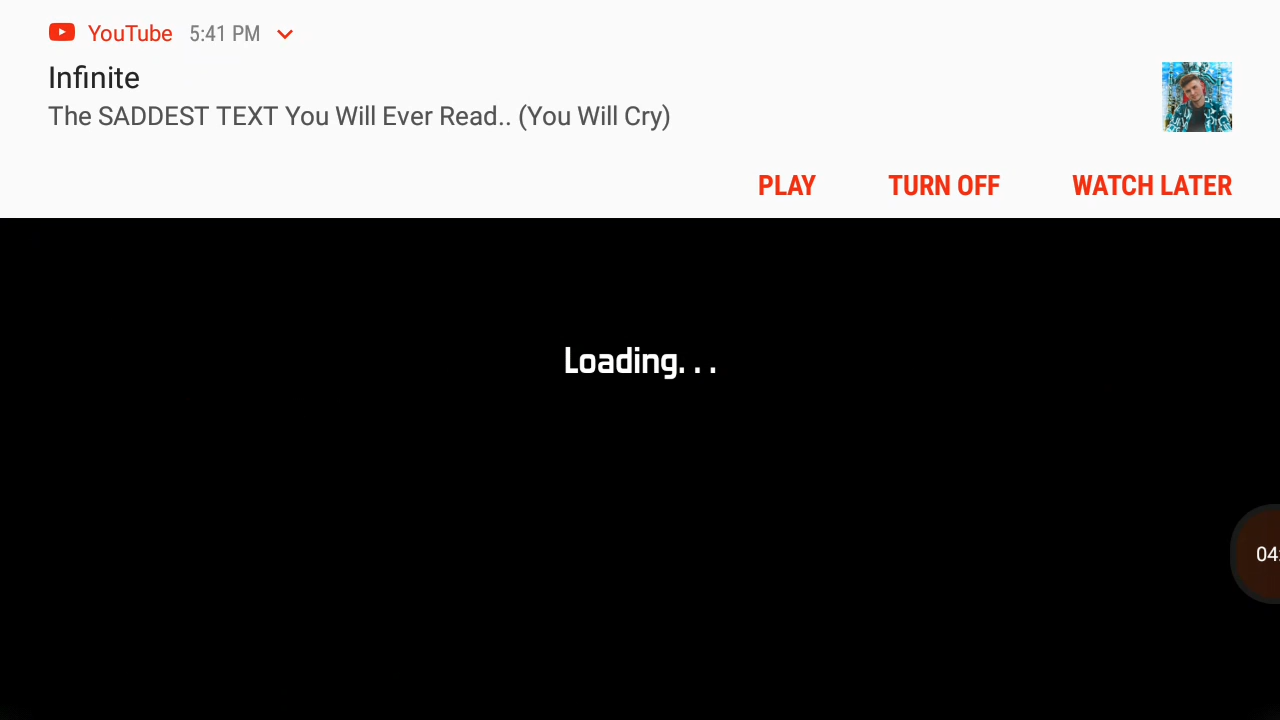 YouTube 5:41 PM
Infinite
The SADDEST TEXT You Will Ever Read.. (You Will Cry)
PLAY TURN OFF WATCH LATER
Loading...
04: